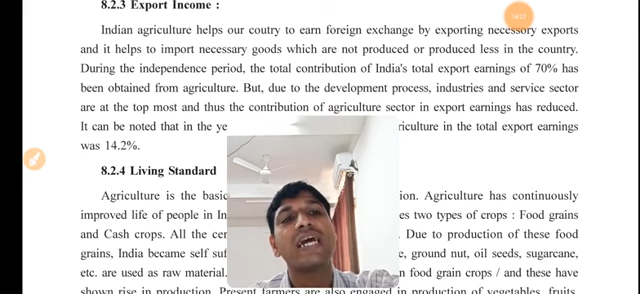 8.2.3 Export Income :
14:27
Indian agriculture helps our coutry to earn foreign exchange by exporting necessory exports
and it helps to import necessary goods which are not produced or produced less in the country.
During the independence period, the total contribution of India's total export earnings of 70% has
been obtained from agriculture. But, due to the development process, industries and service sector
are at the top most and thus the contribution of agriculture sector in export earnings has reduced.
It can be noted that in the ye riculture in the total export earnings
was 14.2%.
8.2.4 Living Standard
Agriculture is the basic ion. Agriculture has continuously
improved life of people in In es two types of crops : Food grains
and Cash crops. All the cer . Due to production of these food
grains, India became self suf e, ground nut, oil seeds, sugarcane,
etc. are used as raw material. n food grain crops / and these have
shown rise in production. Present farmers are also engaged in production of vegetables, fruits,